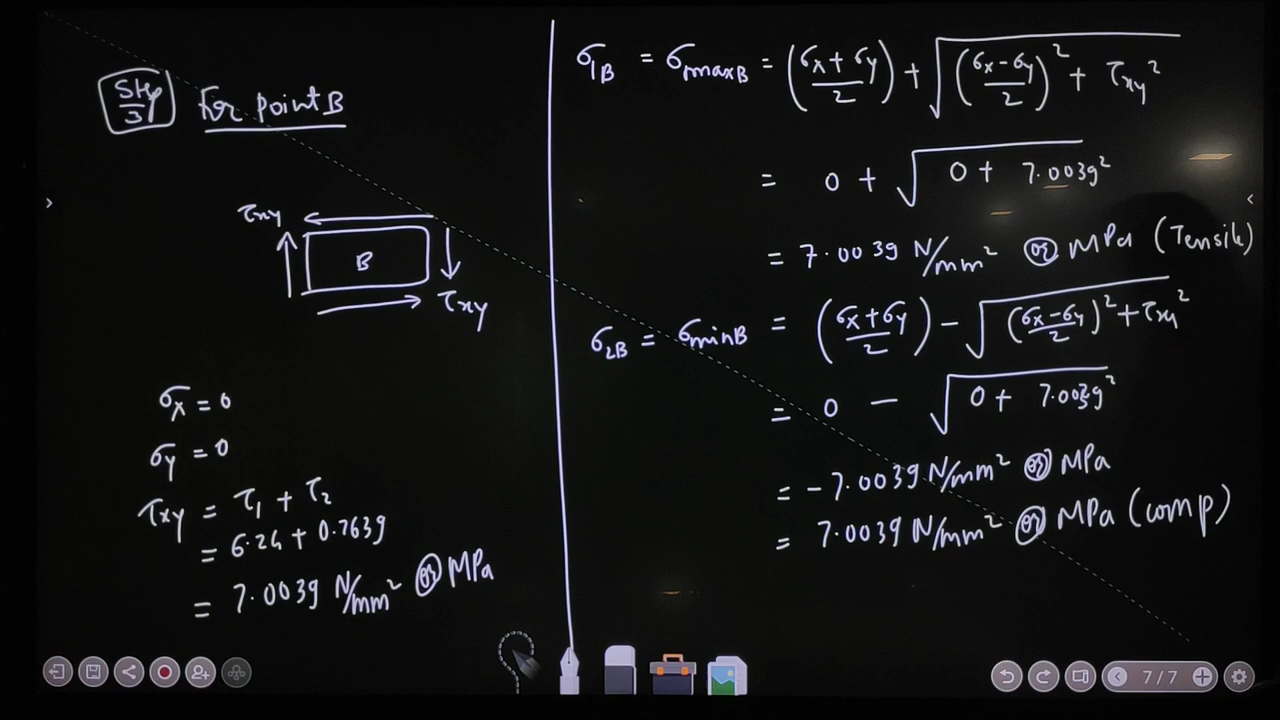 Step
3
For point B
τxy
B
τxy
σx = 0
σy = 0
τxy = τ1 + τ2
= 6.24 + 0.7639
= 7.0039 N/mm² or MPa
σ1B = σmaxB = (σx + σy / 2) + √((σx - σy / 2)² + τxy²)
= 0 + √(0 + 7.0039²)
= 7.0039 N/mm² or MPa (Tensile)
σ2B = σminB = (σx + σy / 2) - √((σx - σy / 2)² + τxy²)
= 0 - √(0 + 7.0039²)
= -7.0039 N/mm² or MPa
= 7.0039 N/mm² or MPa (comp)
7/7